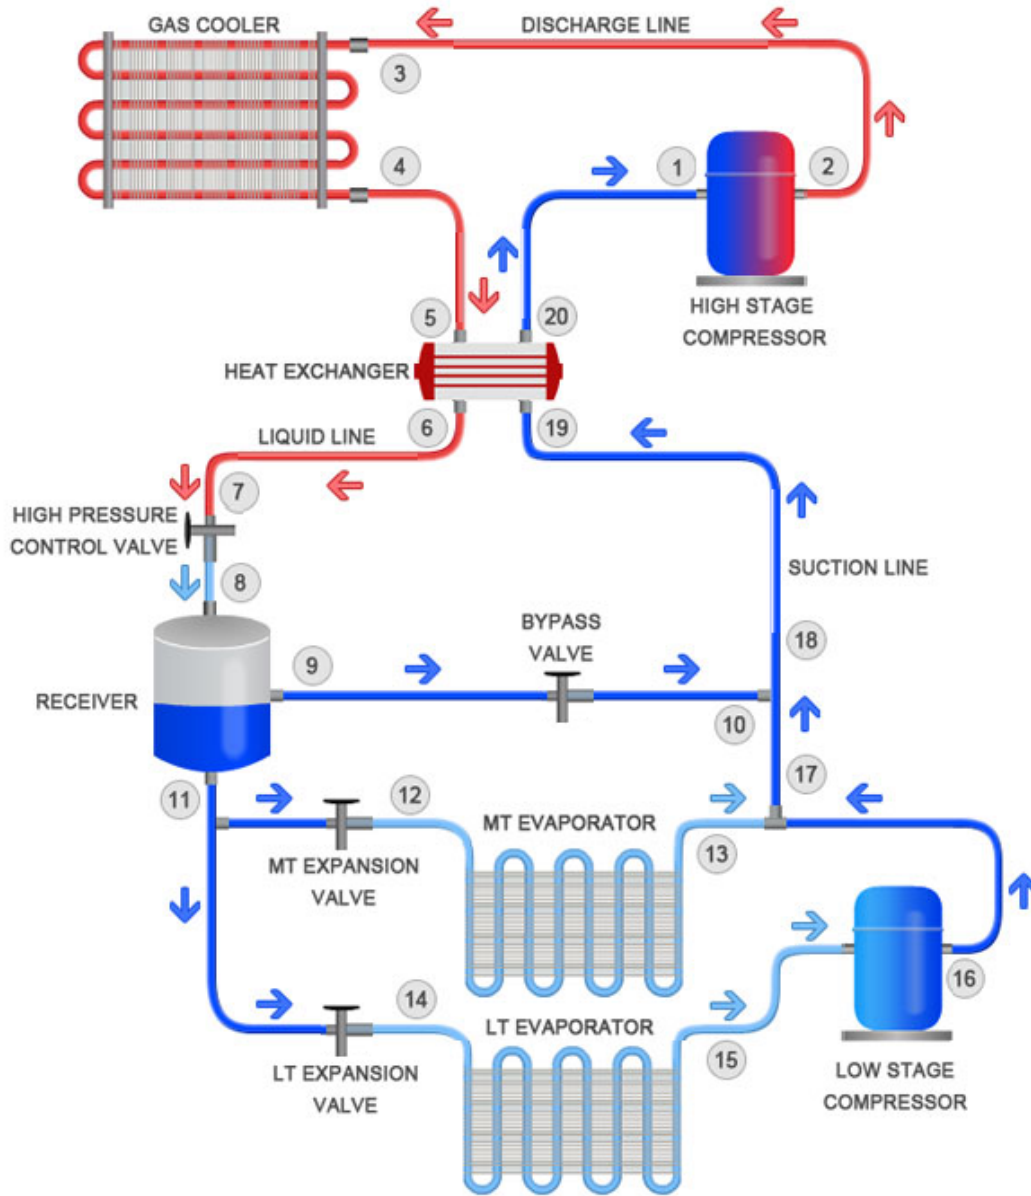 GAS COOLER
DISCHARGE LINE
3
4
1
2
HIGH STAGE
COMPRESSOR
5
20
HEAT EXCHANGER
6
19
LIQUID LINE
7
HIGH PRESSURE
CONTROL VALVE
8
SUCTION LINE
BYPASS
VALVE
18
9
RECEIVER
10
17
11
12
MT EVAPORATOR
13
MT EXPANSION
VALVE
16
14
LT EVAPORATOR
15
LT EXPANSION
VALVE
LOW STAGE
COMPRESSOR